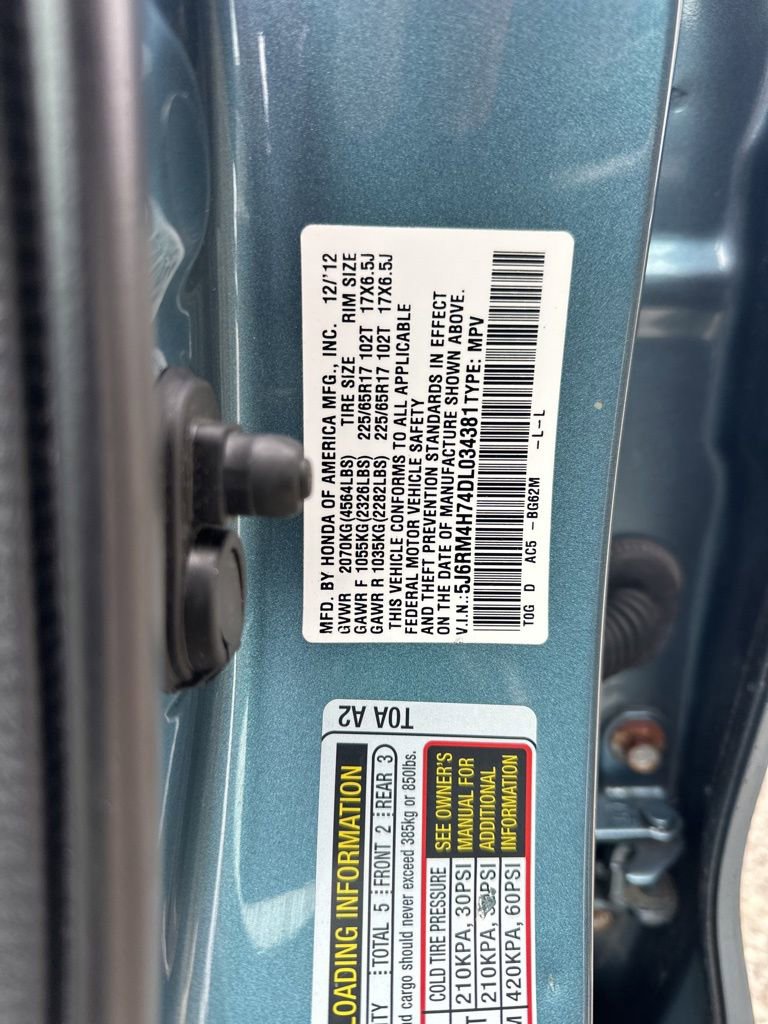 MFD. BY HONDA OF AMERICA MFG., INC. 12/'12
GVWR 2070KG(4564LBS) TIRE SIZE RIM SIZE
GAWR F 1055KG(2326LBS) 225/65R17 102T 17X6.5J
GAWR R 1035KG(2282LBS) 225/65R17 102T 17X6.5J
THIS VEHICLE CONFORMS TO ALL APPLICABLE
FEDERAL MOTOR VEHICLE SAFETY
AND THEFT PREVENTION STANDARDS IN EFFECT
ON THE DATE OF MANUFACTURE SHOWN ABOVE.
V.I.N.:5J6RM4H74DL034381TYPE: MPV
T0G D AC5 -BG62M -L-L
T0A A2
LOADING INFORMATION
TOTAL 5 FRONT 2 REAR 3
cargo should never exceed 385kg or 850lbs.
COLD TIRE PRESSURE
210KPA, 30PSI
210KPA, 30PSI
420KPA, 60PSI
SEE OWNER'S
MANUAL FOR
ADDITIONAL
INFORMATION